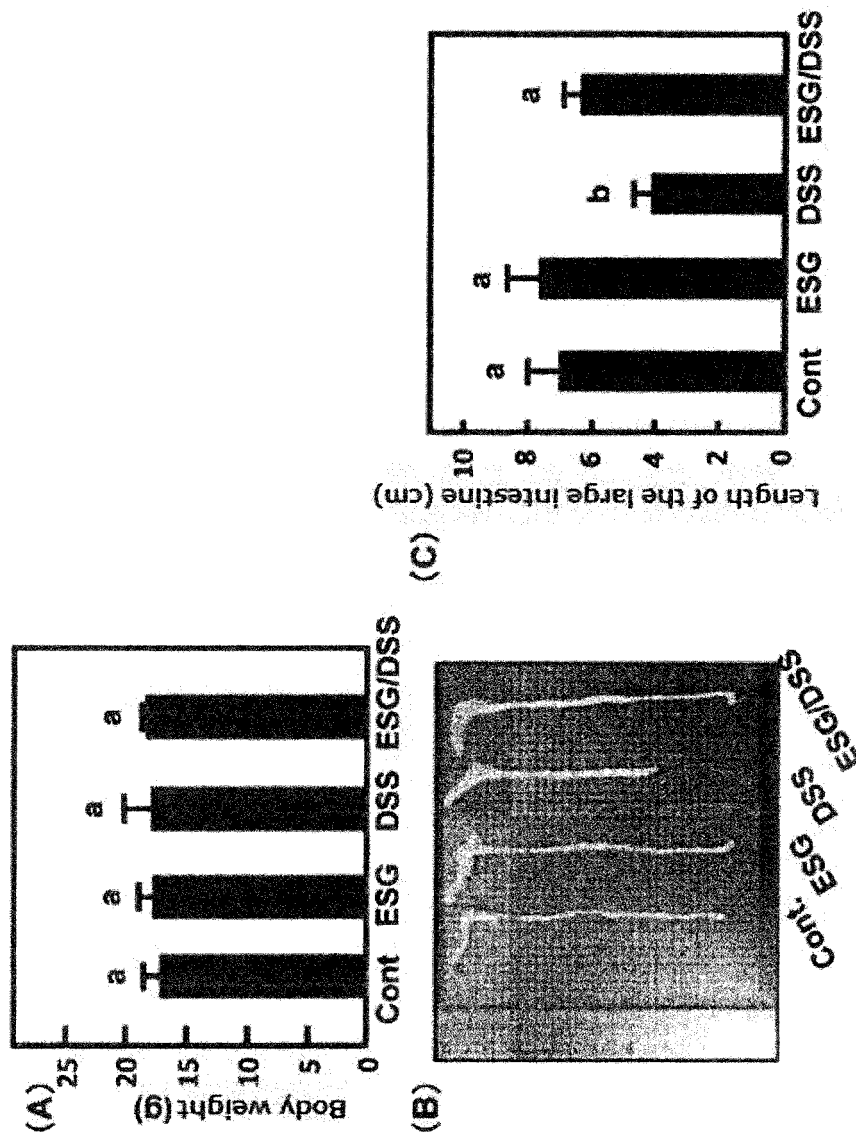 (A)
Body weight (g)
25
20
15
10
5
0
a
a
a
a
Cont ESG DSS ESG/DSS
(B)
Cont. ESG DSS ESG/DSS
(C)
Length of the large intestine (cm)
10
8
6
4
2
0
a
a
b
a
Cont ESG DSS ESG/DSS